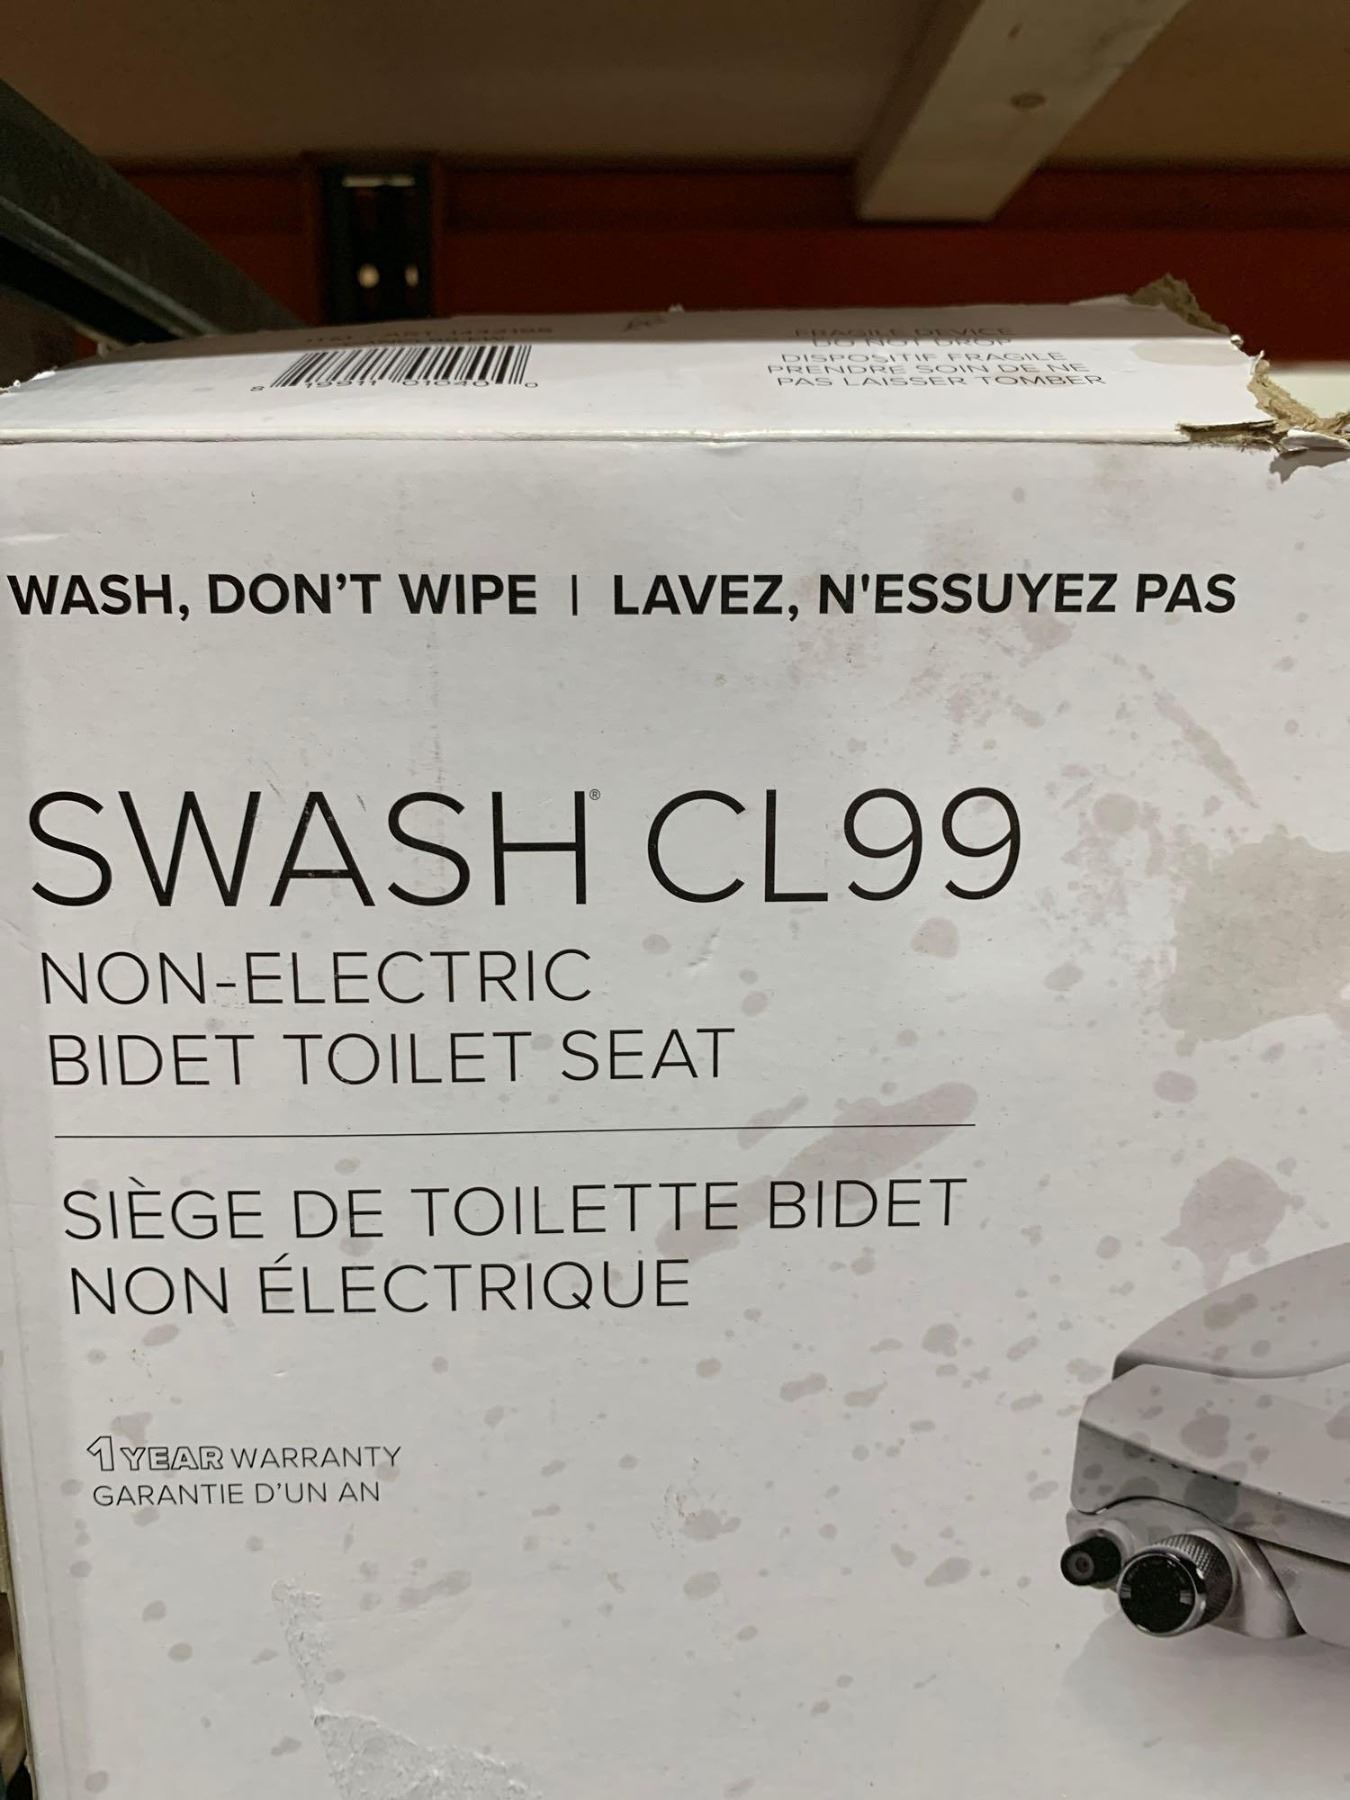 FRAGILE DEVICE
DO NOT DROP
DISPOSITIF FRAGILE
PRENDRE SOIN DE NE
PAS LAISSER TOMBER
WASH, DON'T WIPE | LAVEZ, N'ESSUYEZ PAS
SWASH® CL99
NON-ELECTRIC
BIDET TOILET SEAT
SIÈGE DE TOILETTE BIDET
NON ÉLECTRIQUE
1 YEAR WARRANTY
GARANTIE D'UN AN